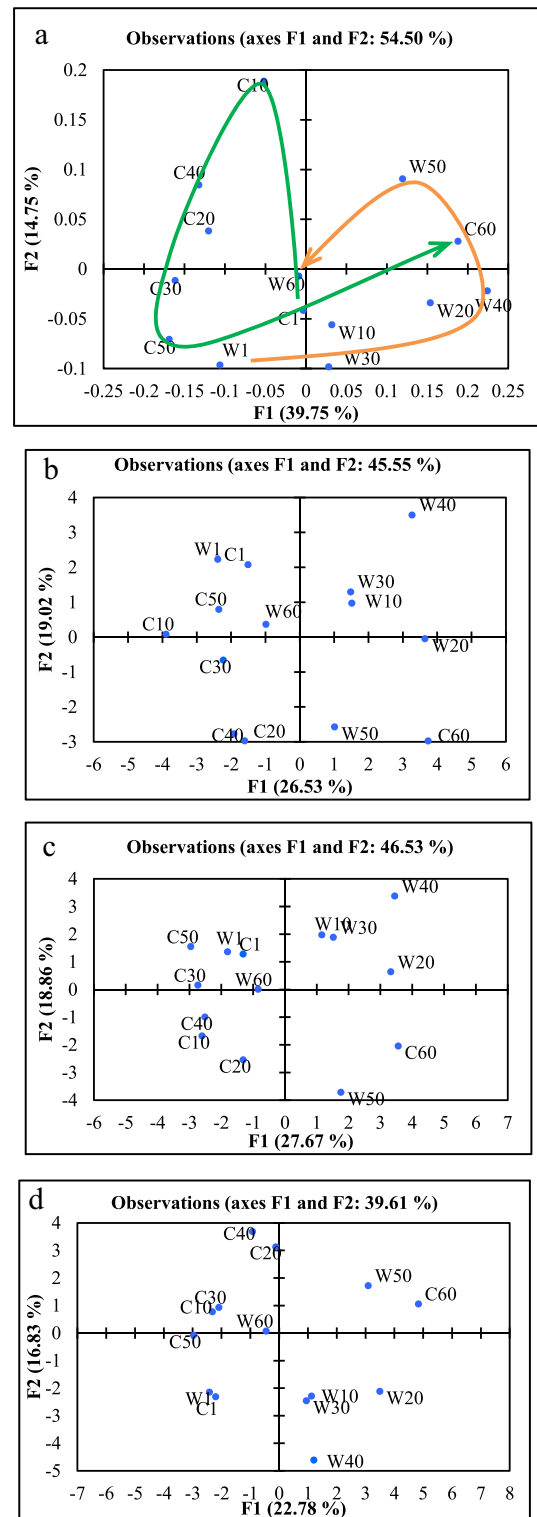 a
Observations (axes F1 and F2: 54.50 %)
0.2
0.15
0.1
0.05
0
-0.05
-0.1
F2 (14.75 %)
C10
C40
W50
C20
C60
W60
C30
W20
W40
C1
W10
C50
W1
W30
-0.25 -0.15 -0.05 0.05 0.15 0.25
F1 (39.75 %)
b
Observations (axes F1 and F2: 45.55 %)
4
3
2
1
0
-1
-2
-3
F2 (19.02 %)
W40
W1
C1
W30
C50
W60
W10
C10
W20
C30
C40
C20
W50
C60
-6 -5 -4 -3 -2 -1 0 1 2 3 4 5 6
F1 (26.53 %)
c
Observations (axes F1 and F2: 46.53 %)
4
3
2
1
0
-1
-2
-3
-4
F2 (18.86 %)
W40
W10
W30
C50
W1
C1
W20
C30
W60
C40
C10
C20
C60
W50
-6 -5 -4 -3 -2 -1 0 1 2 3 4 5 6 7
F1 (27.67 %)
d
Observations (axes F1 and F2: 39.61 %)
4
3
2
1
0
-1
-2
-3
-4
-5
F2 (16.83 %)
C40
C20
W50
C30
C60
C10
W60
C50
W1
C1
W10
W20
W30
W40
-7 -6 -5 -4 -3 -2 -1 0 1 2 3 4 5 6 7 8
F1 (22.78 %)